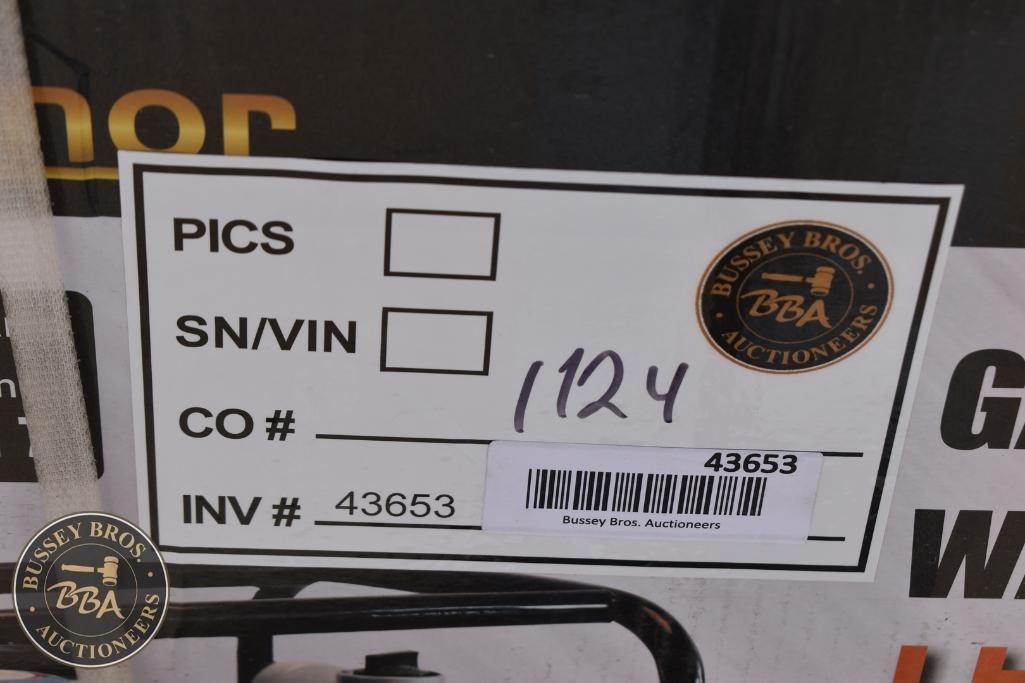 nor
PICS
SN/VIN
CO # 1124
INV # 43653
BUSSEY BROS.
BBA
AUCTIONEERS
43653
Bussey Bros. Auctioneers
BUSSEY BROS.
BBA
AUCTIONEERS